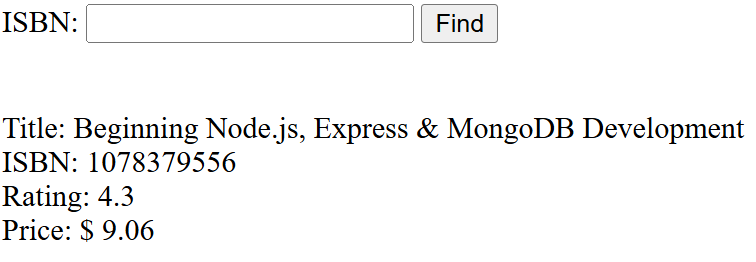 ISBN: Find
Title: Beginning Node.js, Express & MongoDB Development
ISBN: 1078379556
Rating: 4.3
Price: $ 9.06